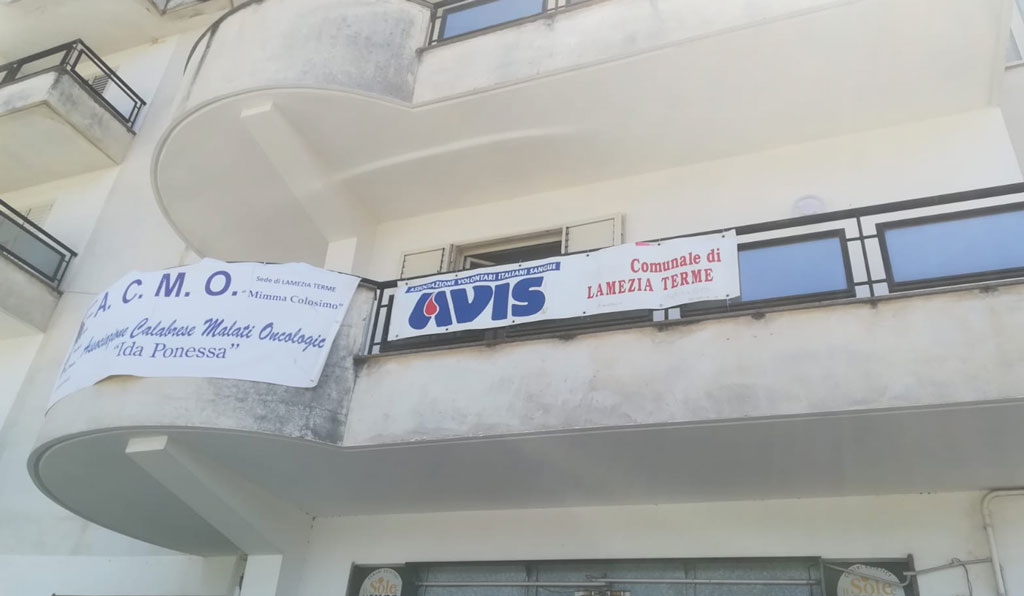 A. C. M. O.
Sede di LAMEZIA TERME
"Mimma Colosimo"
Associazione Calabrese Malati Oncologic
"Ida Ponessa"
ASSOCIAZIONE VOLONTARI ITALIANI SANGUE
AVIS
Comunale di
LAMEZIA TERME
Sole
Sole